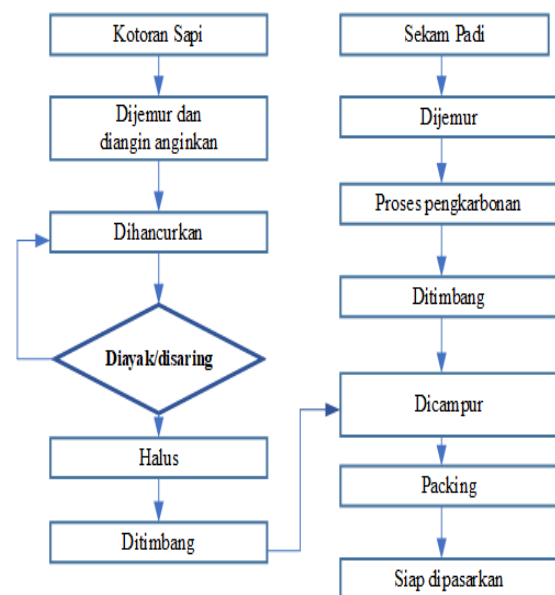 Kotoran Sapi
Dijemur dan
diangin anginkan
Dihancurkan
Diayak/disaring
Halus
Ditimbang
Sekam Padi
Dijemur
Proses pengkarbonan
Ditimbang
Dicampur
Packing
Siap dipasarkan